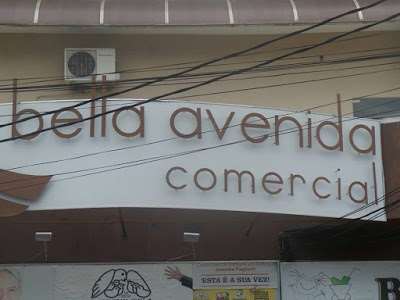 bella avenida
comercial
ESTA É A SUA VEZ!
B